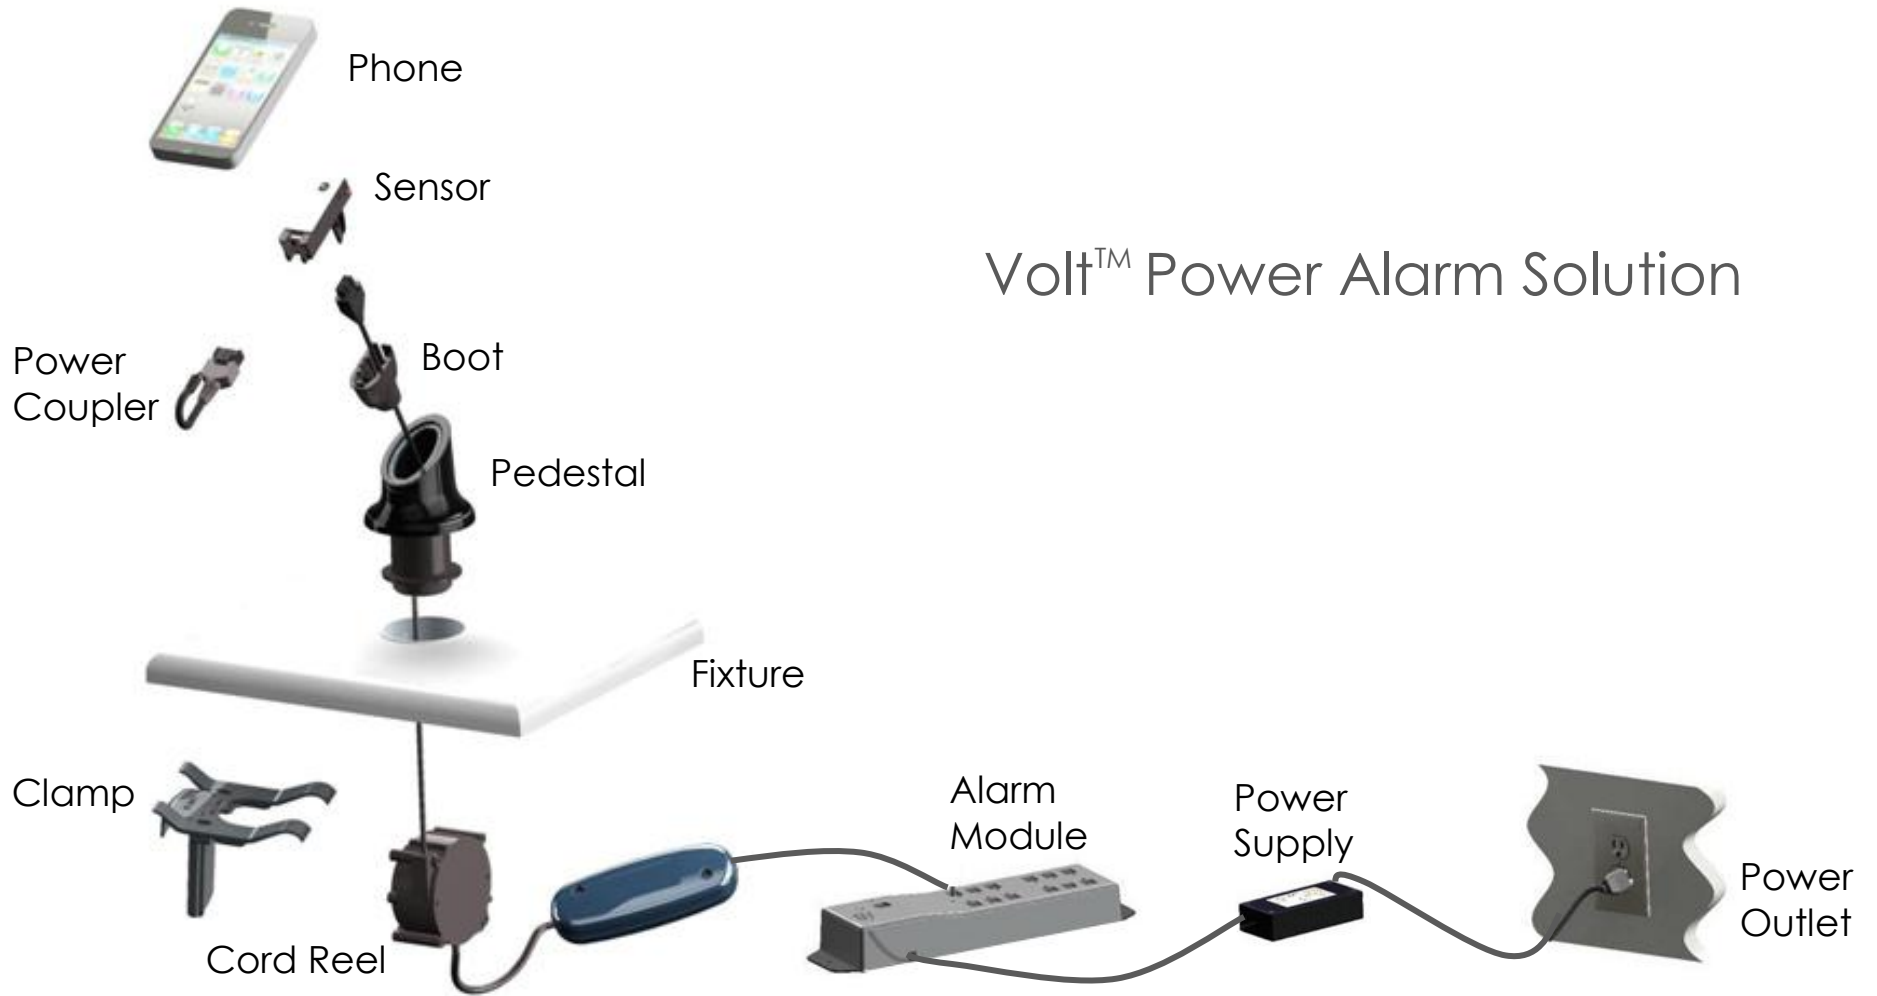 Phone
Sensor
Volt™ Power Alarm Solution
Power
Coupler
Boot
Pedestal
Fixture
Clamp
Cord Reel
Alarm
Module
Power
Supply
Power
Outlet